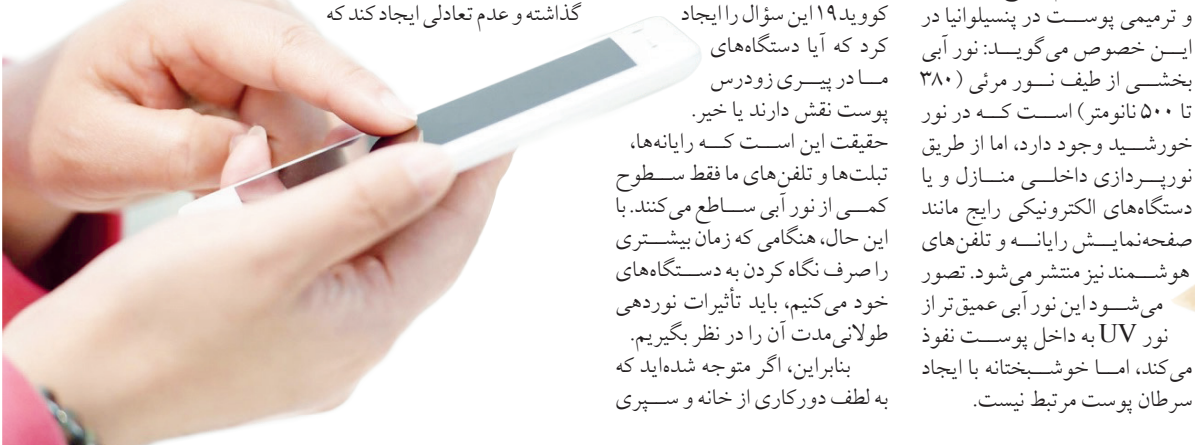 و ترمیمی پوست در پنسیلوانیا در
این خصوص می‌گوید: نور آبی
بخشی از طیف نور مرئی (۳۸۰
تا ۵۰۰ نانومتر) است که در نور
خورشید وجود دارد، اما از طریق
نورپردازی داخلی منازل و یا
دستگاه‌های الکترونیکی رایج مانند
صفحه‌نمایش رایانه و تلفن‌های
هوشمند نیز منتشر می‌شود. تصور
می‌شود این نور آبی عمیق‌تر از
نور UV به داخل پوست نفوذ
می‌کند، اما خوشبختانه با ایجاد
سرطان پوست مرتبط نیست.
کووید۱۹ این سؤال را ایجاد
کرد که آیا دستگاه‌های
ما در پیری زودرس
پوست نقش دارند یا خیر.
حقیقت این است که رایانه‌ها،
تبلت‌ها و تلفن‌های ما فقط سطوح
کمی از نور آبی ساطع می‌کنند. با
این حال، هنگامی که زمان بیشتری
را صرف نگاه کردن به دستگاه‌های
خود می‌کنیم، باید تأثیرات نوردهی
طولانی‌مدت آن را در نظر بگیریم.
بنابراین، اگر متوجه شده‌اید که
به لطف دورکاری از خانه و سپری
گذاشته و عدم تعادلی ایجاد کند که